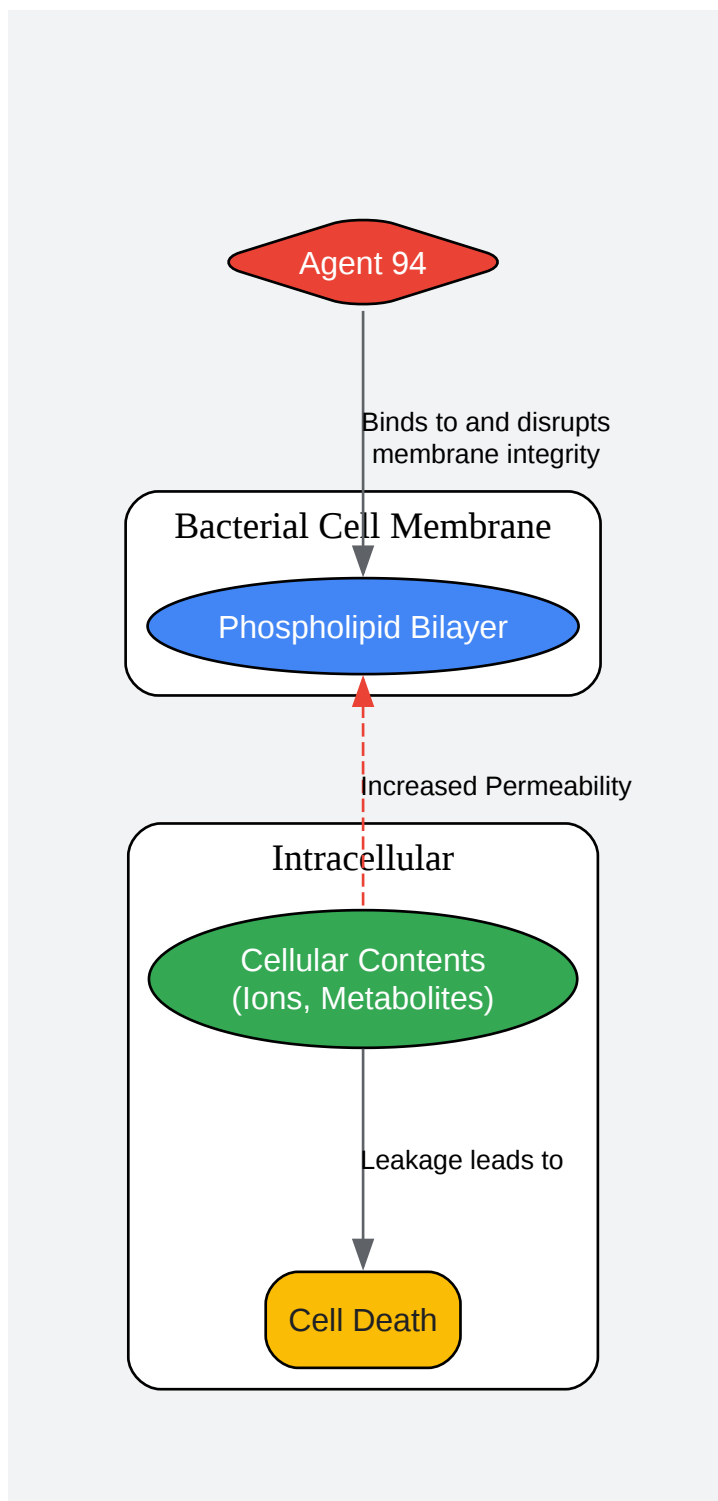 Agent 94
Binds to and disrupts
membrane integrity
Bacterial Cell Membrane
Phospholipid Bilayer
Increased Permeability
Intracellular
Cellular Contents
(Ions, Metabolites)
Leakage leads to
Cell Death